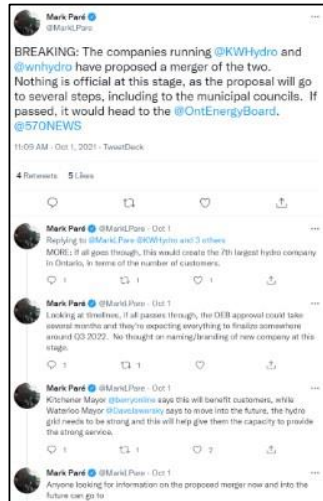 Mark Paré
@MarkLPare
BREAKING: The companies running @KWHydro and
@wnhydro have proposed a merger of the two.
Nothing is official at this stage, as the proposal will go
to several steps, including to the municipal councils. If
passed, it would head to the @OntEnergyBoard.
@570NEWS
11:09 AM · Oct 1, 2021 · TweetDeck
4 Retweets 5 Likes
Mark Paré @MarkLPare · Oct 1
Replying to @MarkLPare @KWHydro and 3 others
MORE: If all goes through, this would create the 7th largest hydro company
in Ontario, in terms of the number of customers.
1 1 1
Mark Paré @MarkLPare · Oct 1
Looking at timelines, if all passes through, the OEB approval could take
several months and they're expecting everything to finalize somewhere
around Q3 2022. No thought on naming/branding of new company at this
stage.
1 1
Mark Paré @MarkLPare · Oct 1
Kitchener Mayor @berryonline says this will benefit customers, while
Waterloo Mayor @DaveJaworsky says to move into the future, the hydro
grid needs to be strong and this will help give them the capacity to provide
the strong service.
1 1 2
Mark Paré @MarkLPare · Oct 1
Anyone looking for information on the proposed merger now and into the
future can go to